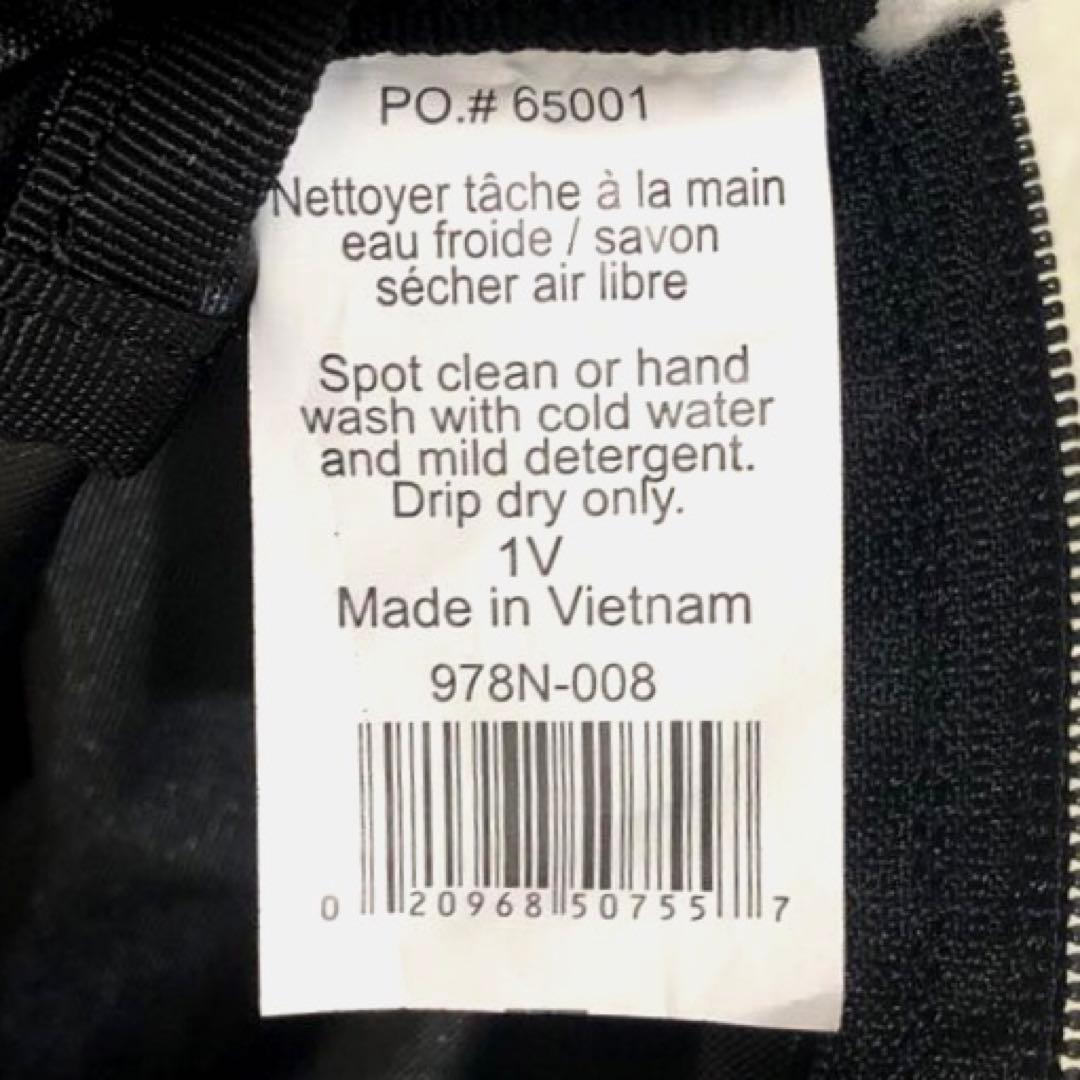 PO.# 65001
Nettoyer tâche à la main
eau froide / savon
sécher air libre
Spot clean or hand
wash with cold water
and mild detergent.
Drip dry only.
1V
Made in Vietnam
978N-008
0 20968 50755 7